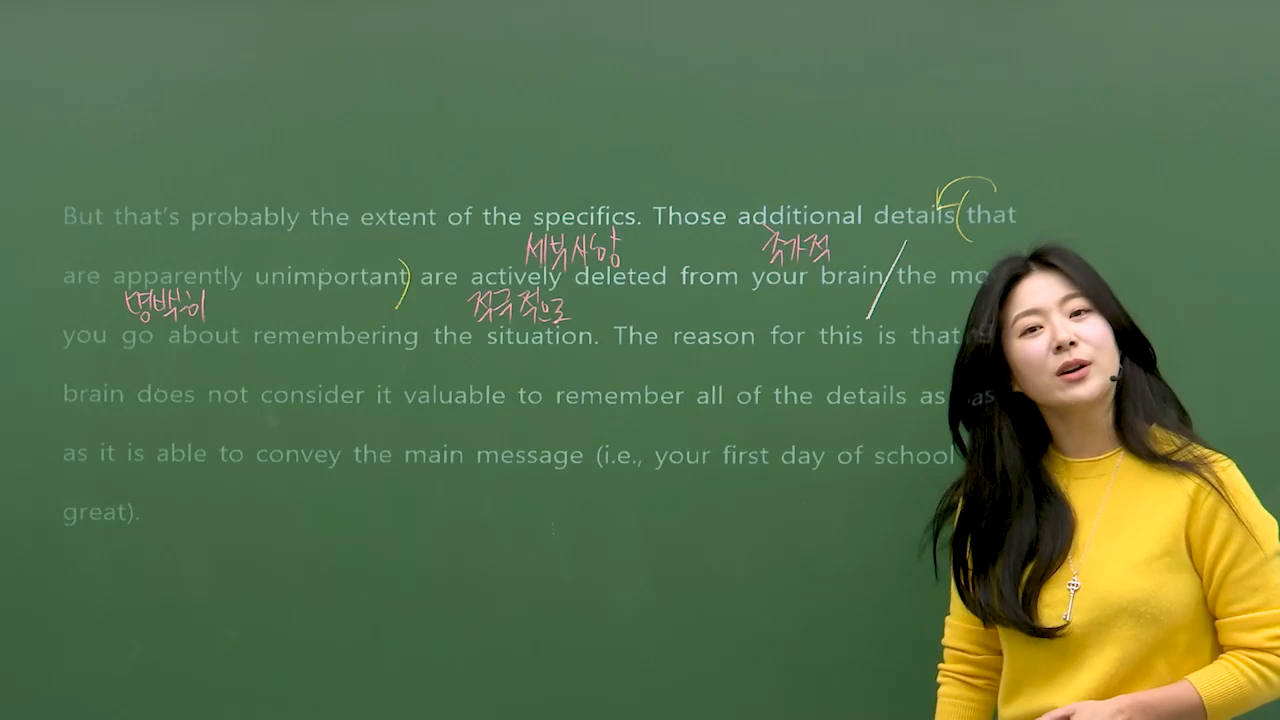 But that's probably the extent of the specifics. Those additional details (that
세부사항 추가적
are apparently unimportant) are actively deleted from your brain / the
명백히 적극적으로
you go about remembering the situation. The reason for this is that
brain does not consider it valuable to remember all of the details as
as it is able to convey the main message (i.e., your first day of school
great).